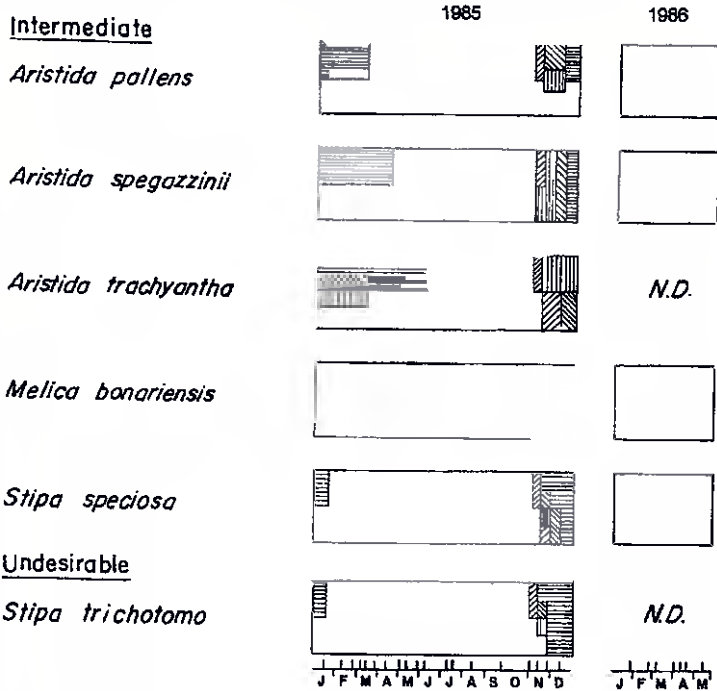 1985 1986
Intermediate
Aristida pallens
Aristida spegazzinii
Aristida trachyantha N.D.
Melica bonariensis
Stipa speciosa
Undesirable
Stipa trichotomo N.D.
J F M A M J J A S O N D J F M A M